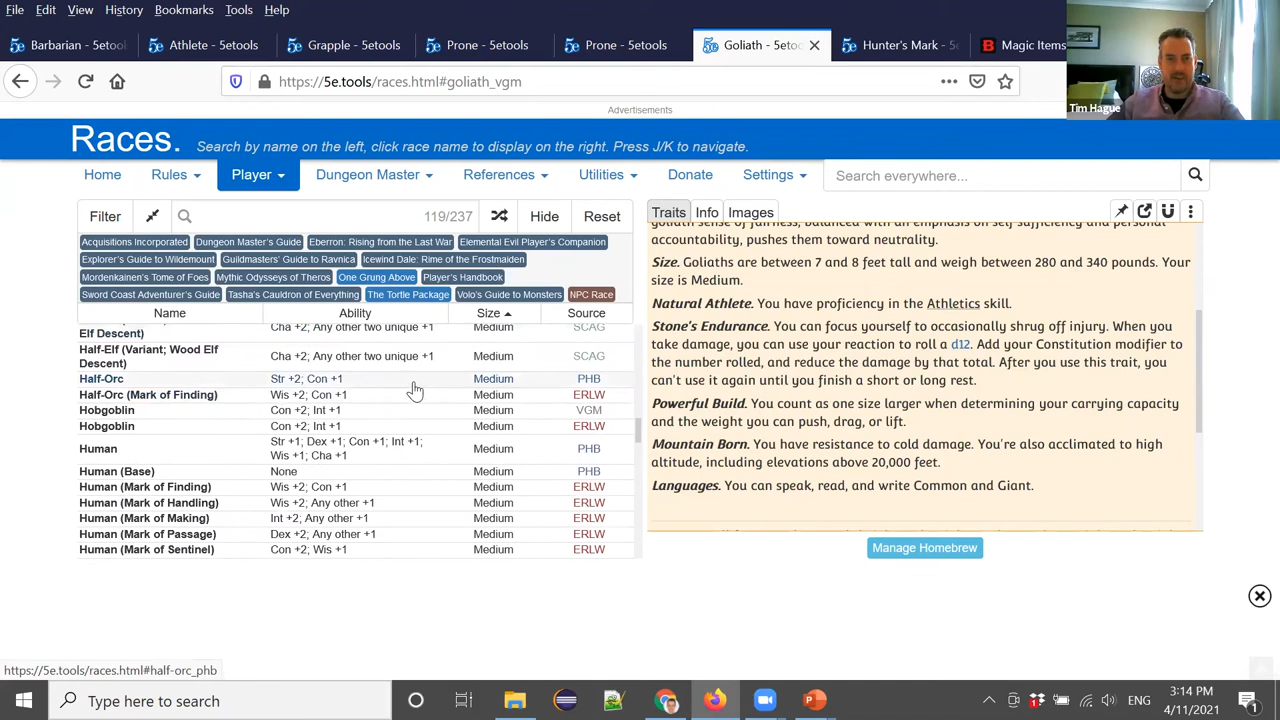 File Edit View History Bookmarks Tools Help
Barbarian - 5etoo
Athlete - 5etools
Grapple - 5etools
Prone - 5etools
Prone - 5etools
Goliath - 5etoo
Hunter's Mark - 5
Magic Items
Tim Hague
https://5e.tools/races.html#goliath_vgm
Advertisements
Races. Search by name on the left, click race name to display on the right. Press J/K to navigate.
Home Rules Player Dungeon Master References Utilities Donate Settings Search everywhere...
Filter 119/237 Hide Reset
Traits Info Images
Acquisitions Incorporated Dungeon Master's Guide Eberron: Rising from the Last War Elemental Evil Player's Companion
Explorer's Guide to Wildemount Guildmasters' Guide to Ravnica Icewind Dale: Rime of the Frostmaiden
Mordenkainen's Tome of Foes Mythic Odysseys of Theros One Grung Above Player's Handbook
Sword Coast Adventurer's Guide Tasha's Cauldron of Everything The Tortle Package Volo's Guide to Monsters NPC Race
Name Ability Size Source
Elf Descent) Cha +2; Any other two unique +1 Medium SCAG
Half-Elf (Variant; Wood Elf
Descent) Cha +2; Any other two unique +1 Medium SCAG
Half-Orc Str +2; Con +1 Medium PHB
Half-Orc (Mark of Finding) Wis +2; Con +1 Medium ERLW
Hobgoblin Con +2; Int +1 Medium VGM
Hobgoblin Con +2; Int +1 Medium ERLW
Human Str +1; Dex +1; Con +1; Int +1;
Wis +1; Cha +1 Medium PHB
Human (Base) None Medium PHB
Human (Mark of Finding) Wis +2; Con +1 Medium ERLW
Human (Mark of Handling) Wis +2; Any other +1 Medium ERLW
Human (Mark of Making) Int +2; Any other +1 Medium ERLW
Human (Mark of Passage) Dex +2; Any other +1 Medium ERLW
Human (Mark of Sentinel) Con +2; Wis +1 Medium ERLW
goliath sense of fairness, balanced with an emphasis on self sufficiency and personal
accountability, pushes them toward neutrality.
Size. Goliaths are between 7 and 8 feet tall and weigh between 280 and 340 pounds. Your
size is Medium.
Natural Athlete. You have proficiency in the Athletics skill.
Stone's Endurance. You can focus yourself to occasionally shrug off injury. When you
take damage, you can use your reaction to roll a d12. Add your Constitution modifier to
the number rolled, and reduce the damage by that total. After you use this trait, you
can't use it again until you finish a short or long rest.
Powerful Build. You count as one size larger when determining your carrying capacity
and the weight you can push, drag, or lift.
Mountain Born. You have resistance to cold damage. You're also acclimated to high
altitude, including elevations above 20,000 feet.
Languages. You can speak, read, and write Common and Giant.
Manage Homebrew
https://5e.tools/races.html#half-orc_phb
Type here to search
ENG
3:14 PM
4/11/2021